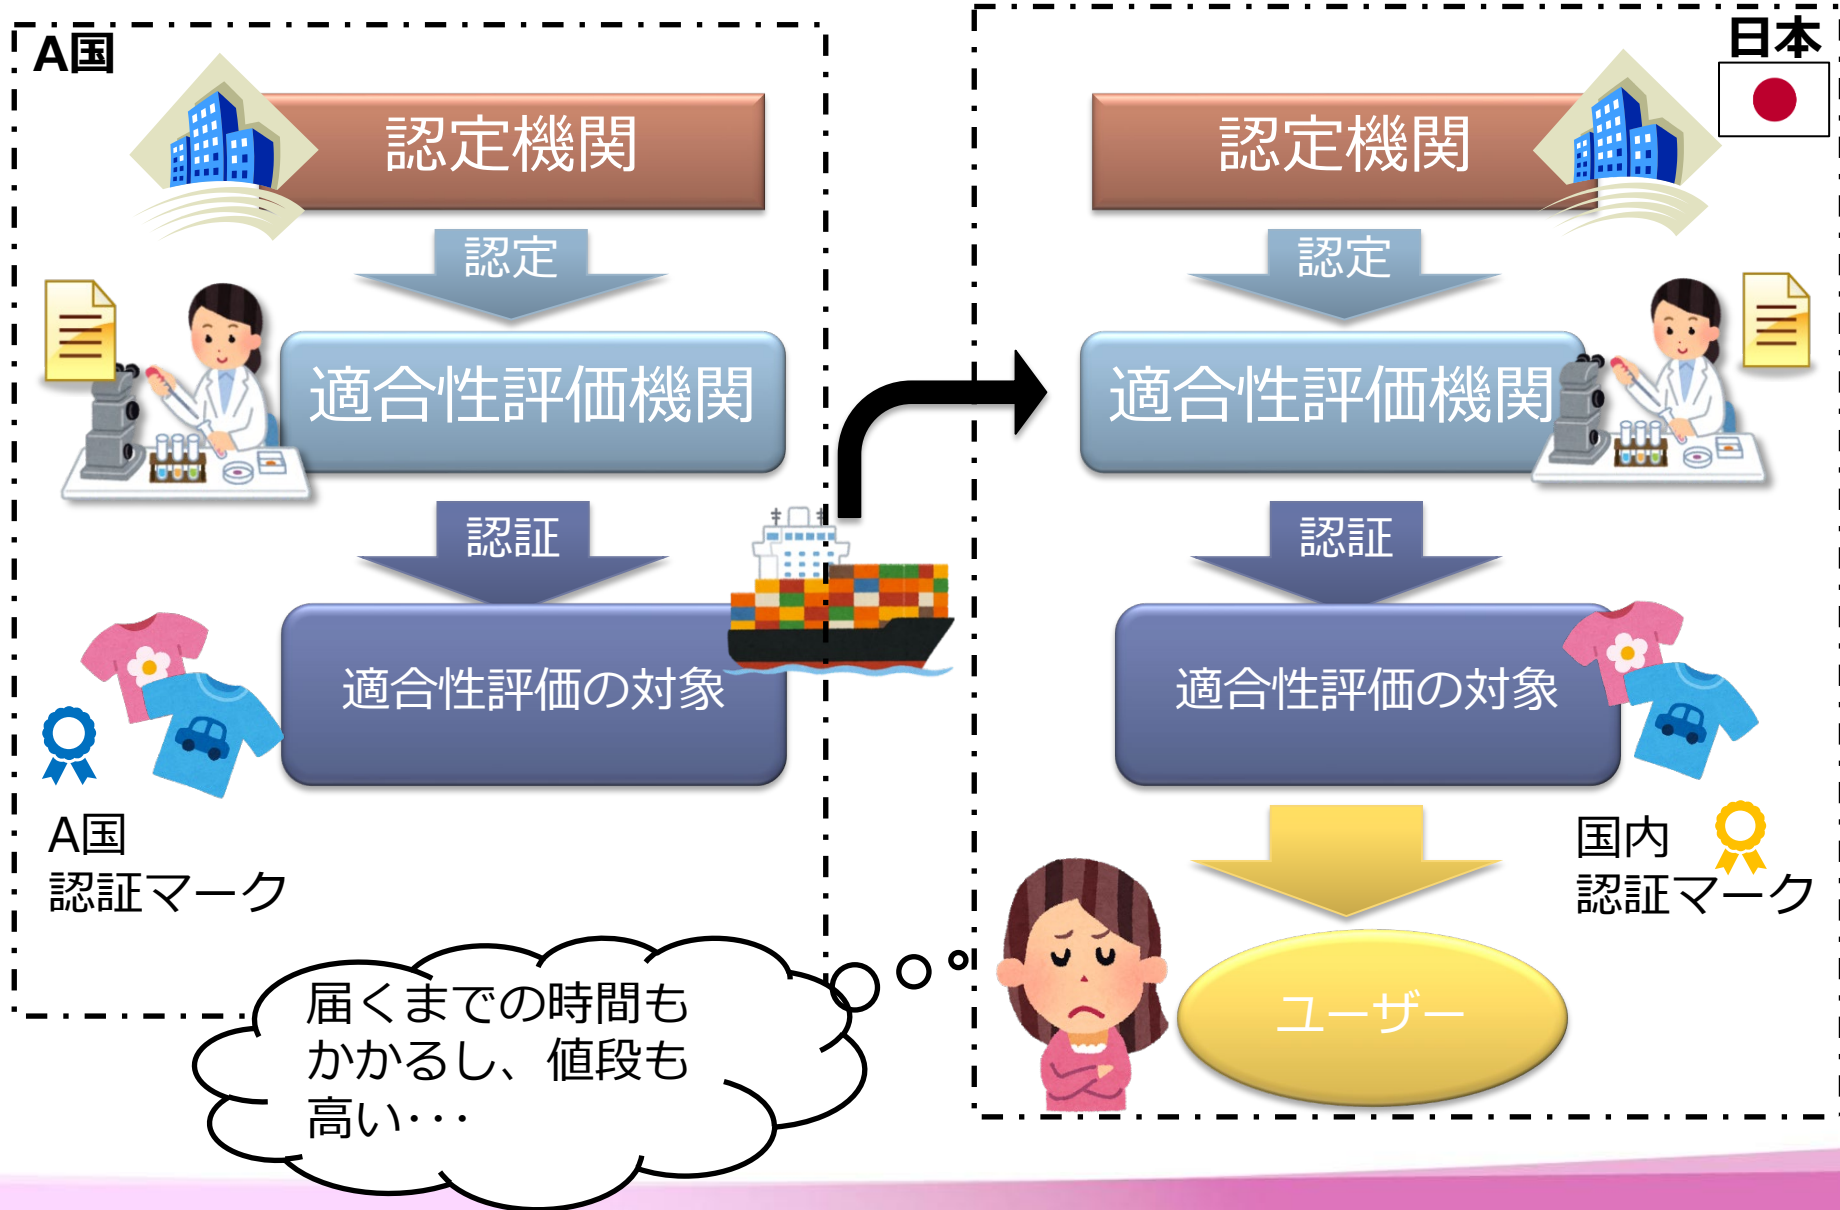 A国
認定機関
認定
適合性評価機関
認証
適合性評価の対象
A国
認証マーク
届くまでの時間も
かかるし、値段も
高い･･･
日本
認定機関
認定
適合性評価機関
認証
適合性評価の対象
国内
認証マーク
ユーザー